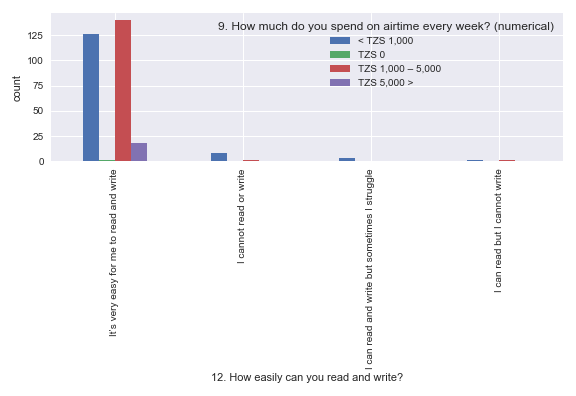 9. How much do you spend on airtime every week? (numerical)
< TZS 1,000
TZS 0
TZS 1,000 – 5,000
TZS 5,000 >
count
125
100
75
50
25
0
It's very easy for me to read and write
I cannot read or write
I can read and write but sometimes I struggle
I can read but I cannot write
12. How easily can you read and write?